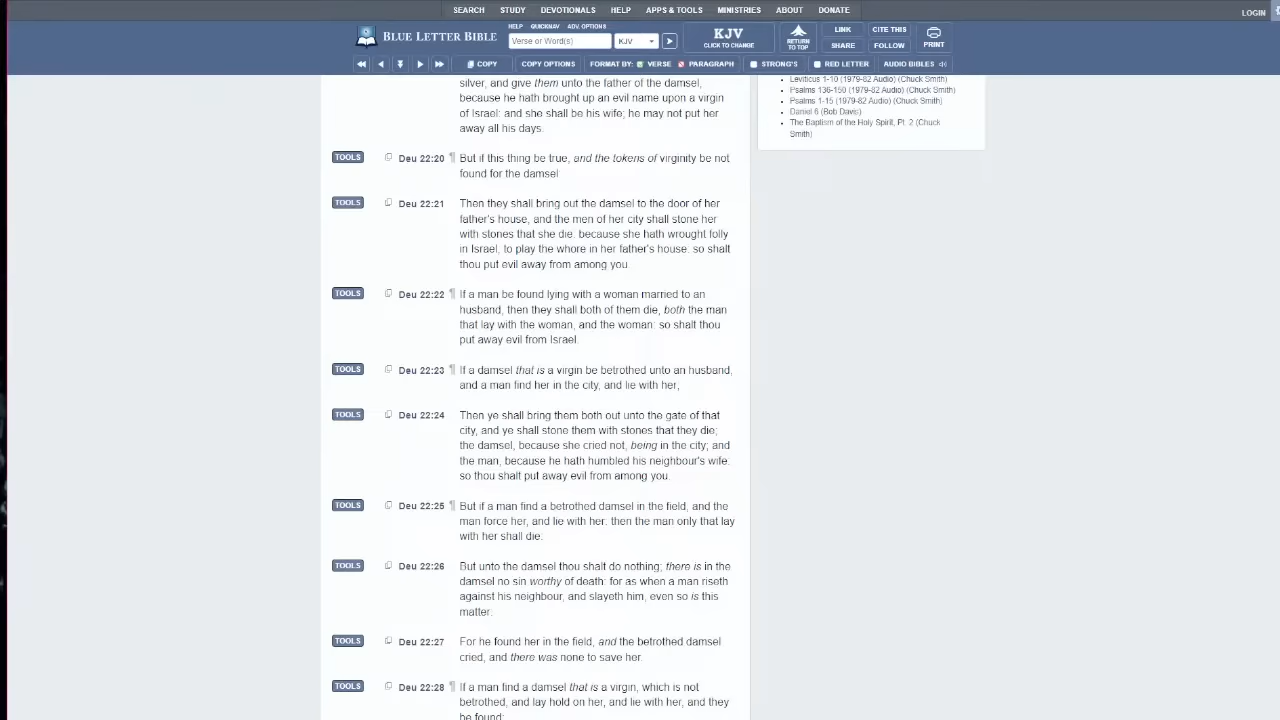 SEARCH STUDY DEVOTIONALS HELP APPS & TOOLS MINISTRIES ABOUT DONATE
LOGIN
BLUE LETTER BIBLE
HELP QUICKNAV ADV. OPTIONS
Verse or Word(s)
KJV
KJV
CLICK TO CHANGE
RETURN
TO TOP
LINK
CITE THIS
SHARE
FOLLOW
PRINT
COPY COPY OPTIONS FORMAT BY: VERSE PARAGRAPH STRONG'S RED LETTER AUDIO BIBLES
silver, and give them unto the father of the damsel,
because he hath brought up an evil name upon a virgin
of Israel: and she shall be his wife; he may not put her
away all his days.
TOOLS Deu 22:20 ¶ But if this thing be true, and the tokens of virginity be not
found for the damsel:
TOOLS Deu 22:21 Then they shall bring out the damsel to the door of her
father's house, and the men of her city shall stone her
with stones that she die: because she hath wrought folly
in Israel, to play the whore in her father's house: so shalt
thou put evil away from among you.
TOOLS Deu 22:22 ¶ If a man be found lying with a woman married to an
husband, then they shall both of them die, both the man
that lay with the woman, and the woman: so shalt thou
put away evil from Israel.
TOOLS Deu 22:23 ¶ If a damsel that is a virgin be betrothed unto an husband,
and a man find her in the city, and lie with her;
TOOLS Deu 22:24 Then ye shall bring them both out unto the gate of that
city, and ye shall stone them with stones that they die;
the damsel, because she cried not, being in the city; and
the man, because he hath humbled his neighbour's wife:
so thou shalt put away evil from among you.
TOOLS Deu 22:25 ¶ But if a man find a betrothed damsel in the field, and the
man force her, and lie with her: then the man only that lay
with her shall die:
TOOLS Deu 22:26 But unto the damsel thou shalt do nothing; there is in the
damsel no sin worthy of death: for as when a man riseth
against his neighbour, and slayeth him, even so is this
matter:
TOOLS Deu 22:27 For he found her in the field, and the betrothed damsel
cried, and there was none to save her.
TOOLS Deu 22:28 ¶ If a man find a damsel that is a virgin, which is not
betrothed, and lay hold on her, and lie with her, and they
be found;
Leviticus 1-10 (1979-82 Audio) (Chuck Smith)
Psalms 136-150 (1979-82 Audio) (Chuck Smith)
Psalms 1-15 (1979-82 Audio) (Chuck Smith)
Daniel 6 (Bob Davis)
The Baptism of the Holy Spirit, Pt. 2 (Chuck
Smith)